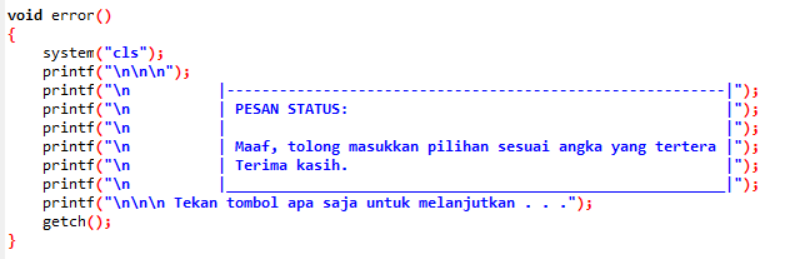 void error()
{
    system("cls");
    printf("\n\n\n");
    printf("\n          |---------------------------------------------------------|");
    printf("\n          | PESAN STATUS:                                           |");
    printf("\n          |                                                         |");
    printf("\n          | Maaf, tolong masukkan pilihan sesuai angka yang tertera |");
    printf("\n          | Terima kasih.                                           |");
    printf("\n          |_________________________________________________________|");
    printf("\n\n\n Tekan tombol apa saja untuk melanjutkan . . .");
    getch();
}